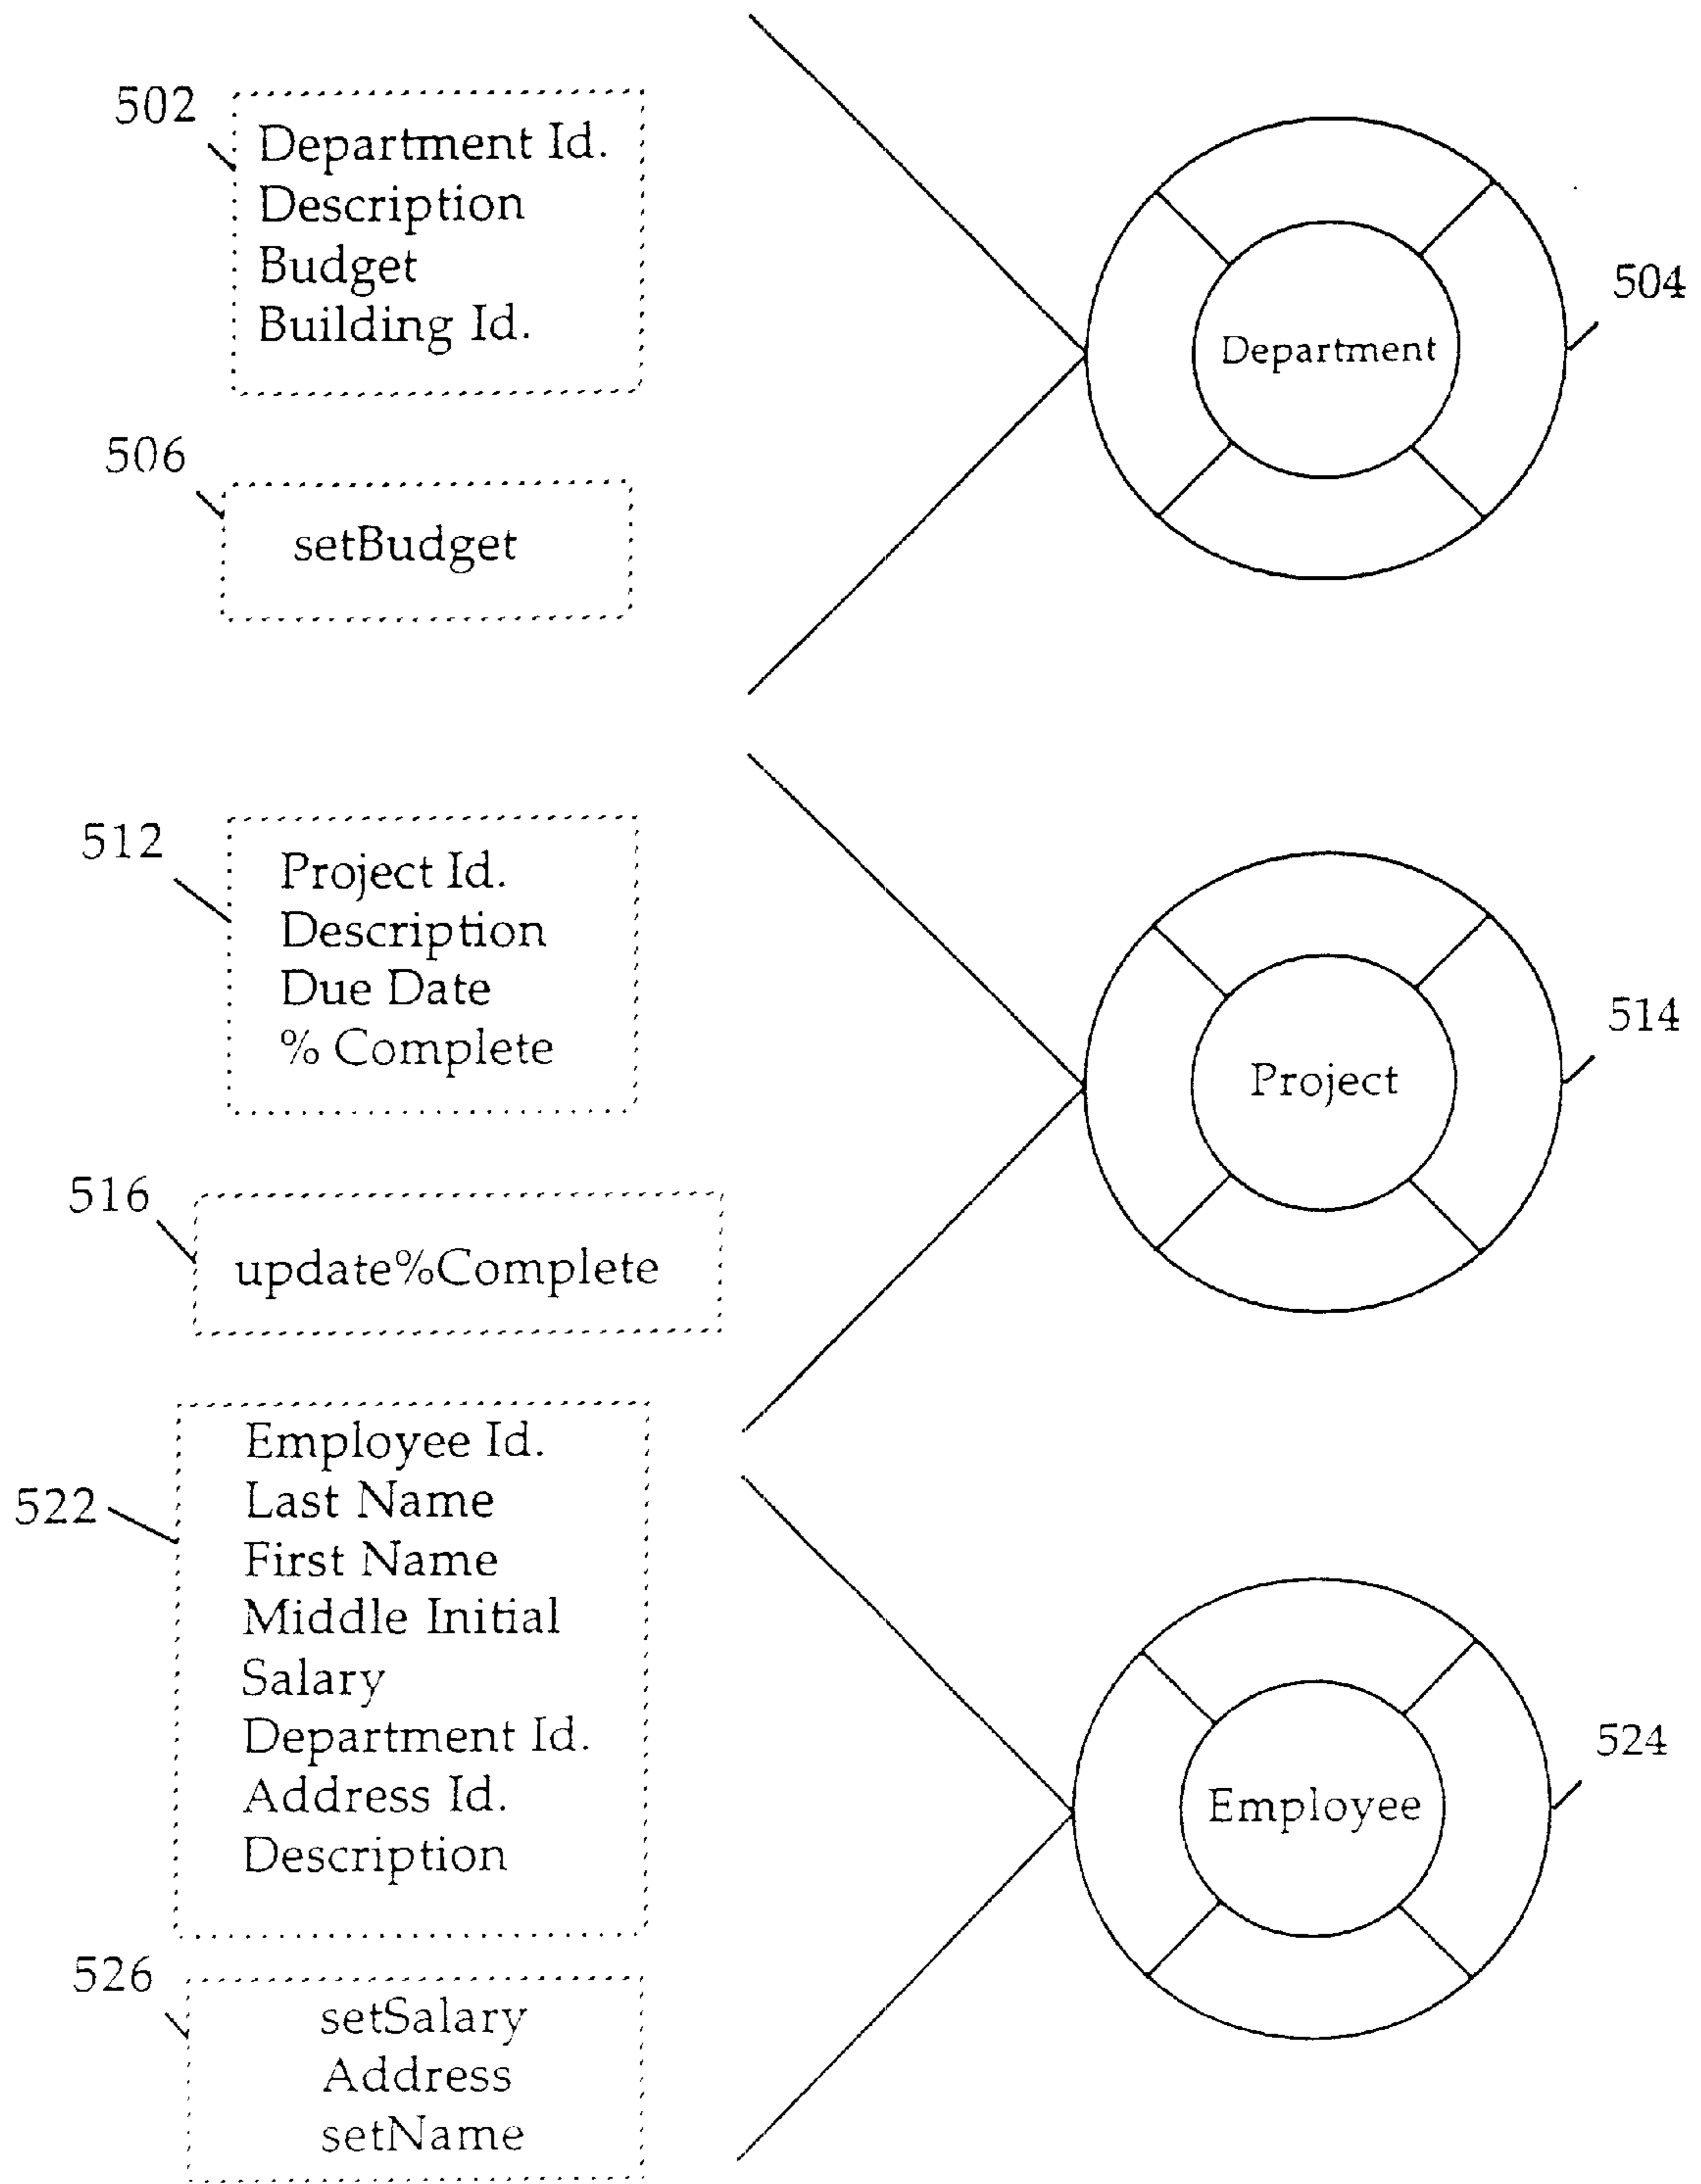 502
Department Id.
Description
Budget
Building Id.
504
Department
506
setBudget
512
Project Id.
Description
Due Date
% Complete
514
Project
516
update%Complete
522
Employee Id.
Last Name
First Name
Middle Initial
Salary
Department Id.
Address Id.
Description
524
Employee
526
setSalary
Address
setName